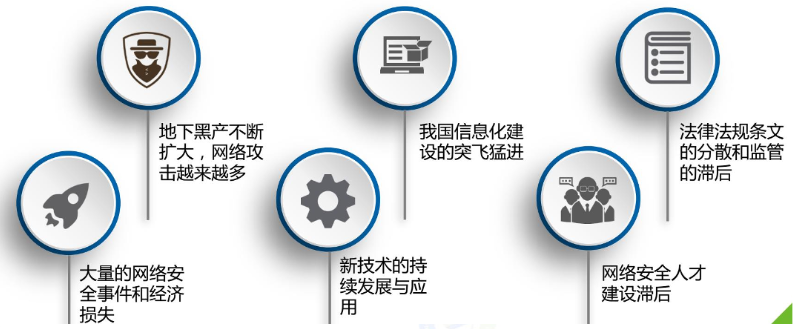 地下黑产不断
扩大，网络攻
击越来越多
我国信息化建
设的突飞猛进
法律法规条文
的分散和监管
的滞后
大量的网络安
全事件和经济
损失
新技术的持
续发展与应
用
网络安全人才
建设滞后